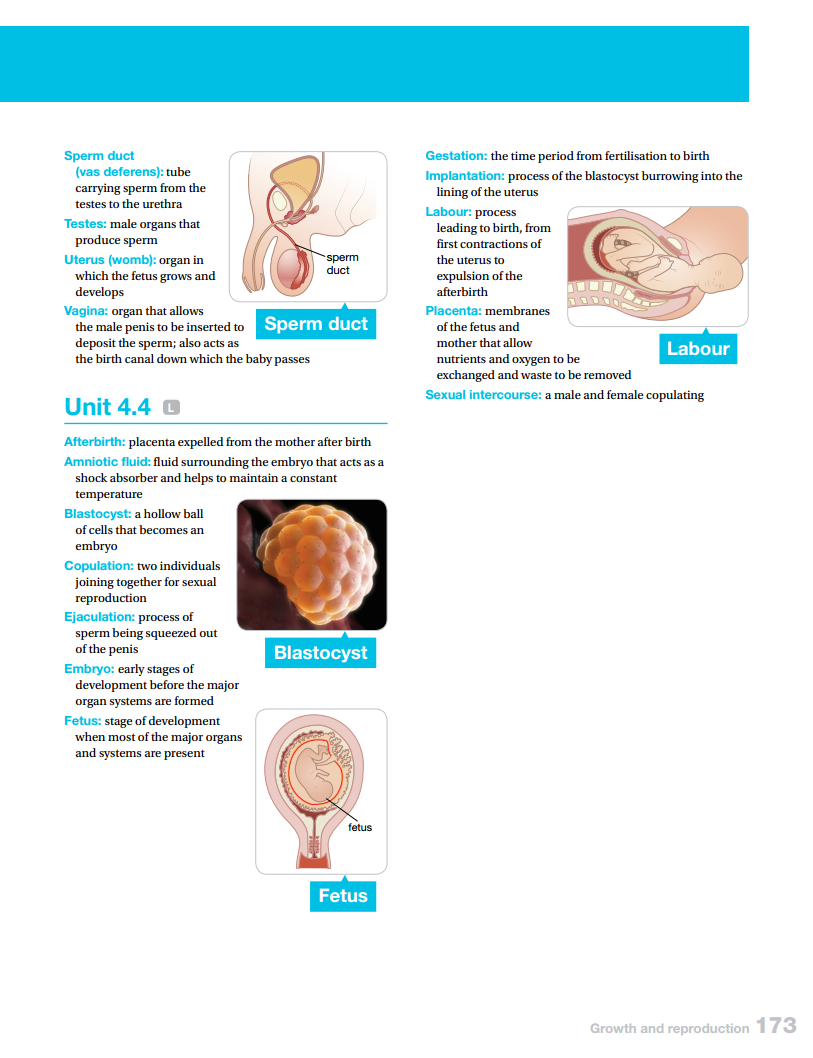 Sperm duct
(vas deferens): tube
carrying sperm from the
testes to the urethra
Testes: male organs that
produce sperm
Uterus (womb): organ in
which the fetus grows and
develops
Vagina: organ that allows
the male penis to be inserted to
deposit the sperm; also acts as
the birth canal down which the baby passes
sperm
duct
Sperm duct
Unit 4.4 L
Afterbirth: placenta expelled from the mother after birth
Amniotic fluid: fluid surrounding the embryo that acts as a
shock absorber and helps to maintain a constant
temperature
Blastocyst: a hollow ball
of cells that becomes an
embryo
Copulation: two individuals
joining together for sexual
reproduction
Ejaculation: process of
sperm being squeezed out
of the penis
Blastocyst
Embryo: early stages of
development before the major
organ systems are formed
Fetus: stage of development
when most of the major organs
and systems are present
fetus
Fetus
Gestation: the time period from fertilisation to birth
Implantation: process of the blastocyst burrowing into the
lining of the uterus
Labour: process
leading to birth, from
first contractions of
the uterus to
expulsion of the
afterbirth
Placenta: membranes
of the fetus and
mother that allow
nutrients and oxygen to be
exchanged and waste to be removed
Labour
Sexual intercourse: a male and female copulating
Growth and reproduction 173